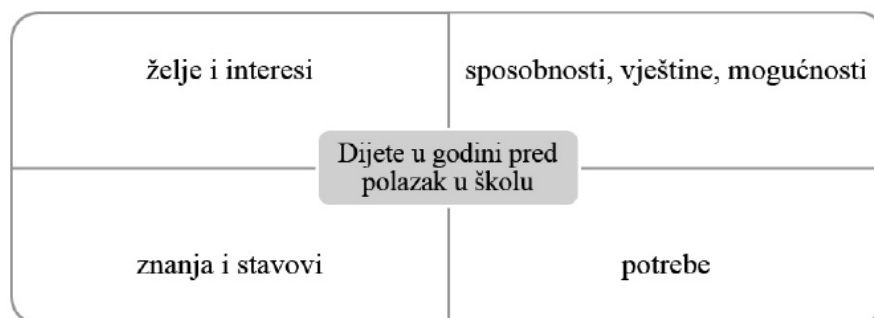 želje i interesi
sposobnosti, vještine, mogućnosti
Dijete u godini pred
polazak u školu
znanja i stavovi
potrebe